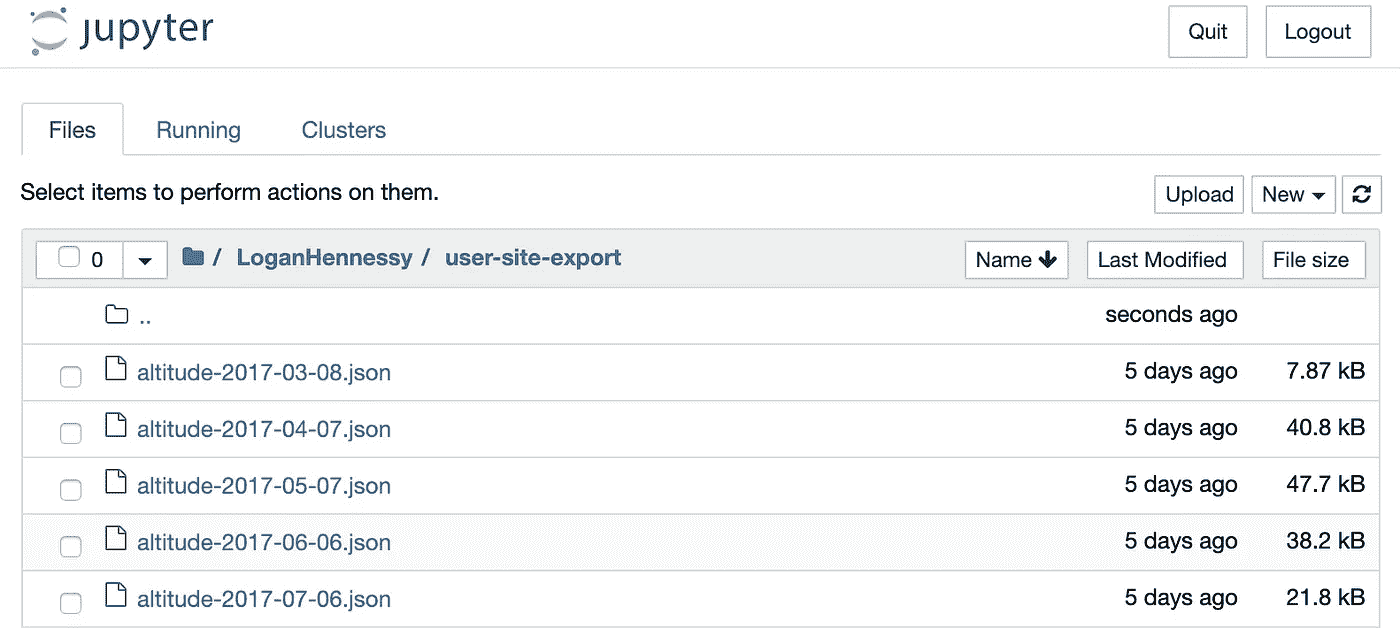 jupyter Quit Logout
Files Running Clusters
Select items to perform actions on them. Upload New
0 / LoganHennessy / user-site-export Name Last Modified File size
.. seconds ago
altitude-2017-03-08.json 5 days ago 7.87 kB
altitude-2017-04-07.json 5 days ago 40.8 kB
altitude-2017-05-07.json 5 days ago 47.7 kB
altitude-2017-06-06.json 5 days ago 38.2 kB
altitude-2017-07-06.json 5 days ago 21.8 kB